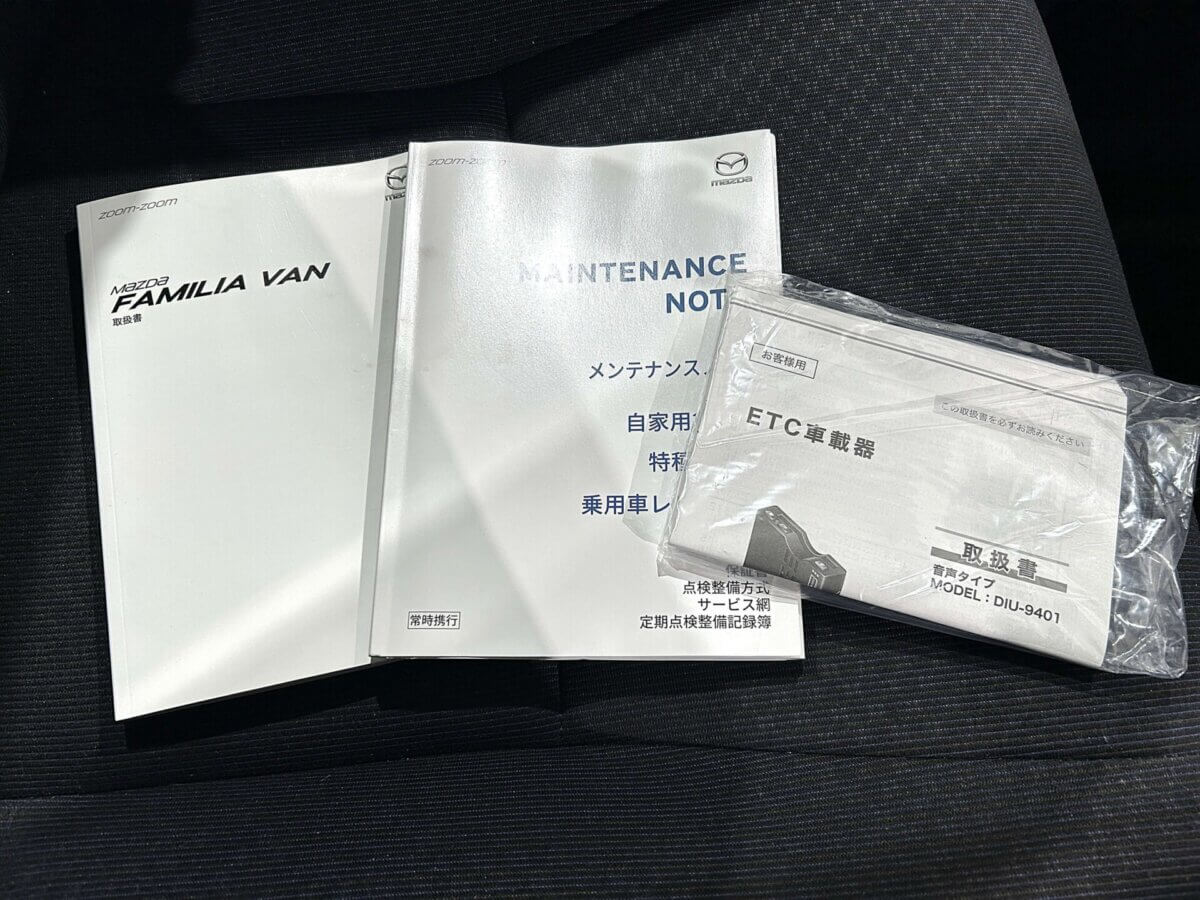 zoom-zoom
mazda
FAMILIA VAN
取扱書
zoom-zoom
mazda
MAINTENANCE
NOT
メンテナンス
自家用
特種
乗用車レ
保証書
点検整備方式
サービス網
定期点検整備記録簿
常時携行
お客様用
この取扱書を必ずお読みください
ETC車載器
取扱書
音声タイプ
MODEL：DIU-9401